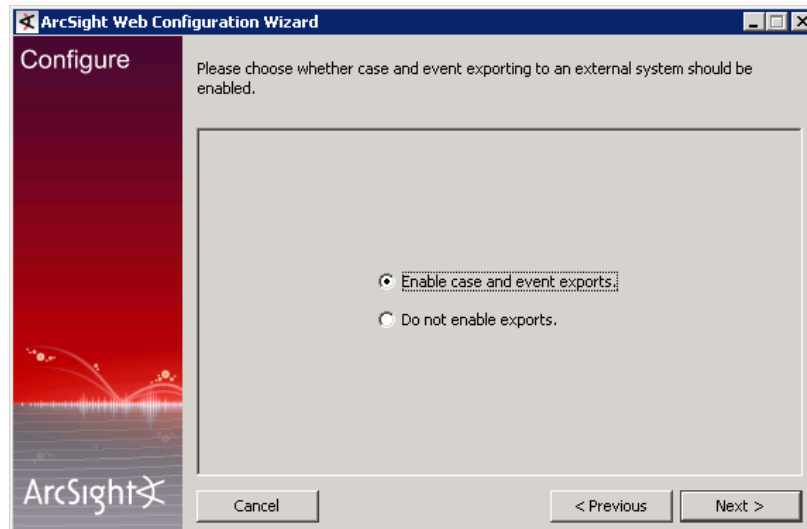 ArcSight Web Configuration Wizard
Configure
Please choose whether case and event exporting to an external system should be
enabled.
Enable case and event exports.
Do not enable exports.
ArcSight
Cancel
< Previous
Next >